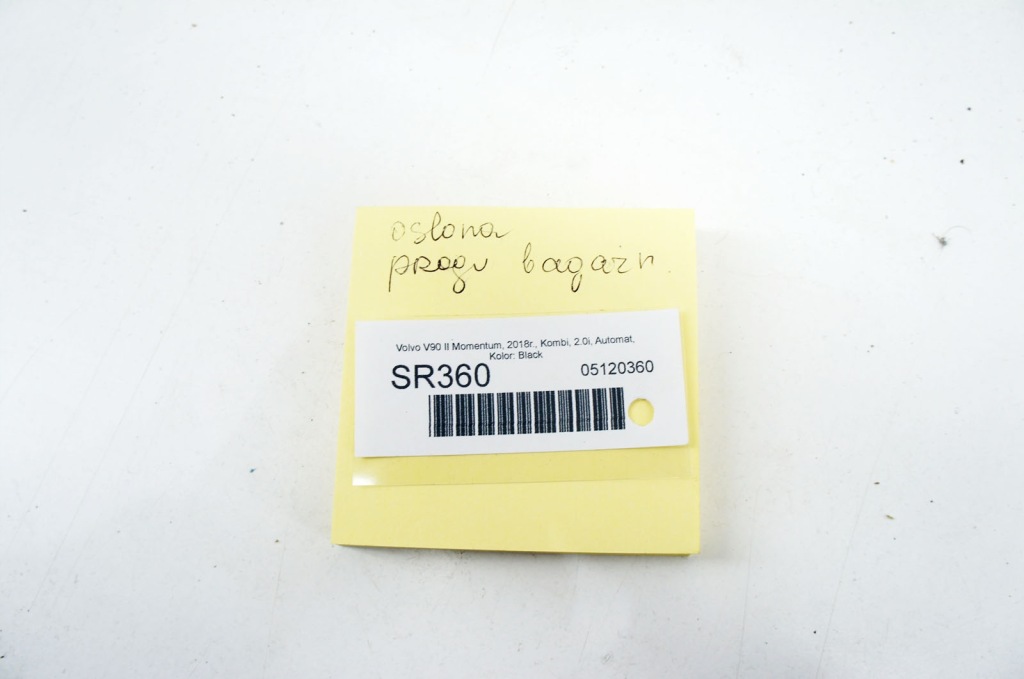 oslona
progu bagażn.
Volvo V90 II Momentum, 2018r., Kombi, 2.0i, Automat,
Kolor: Black
SR360
05120360